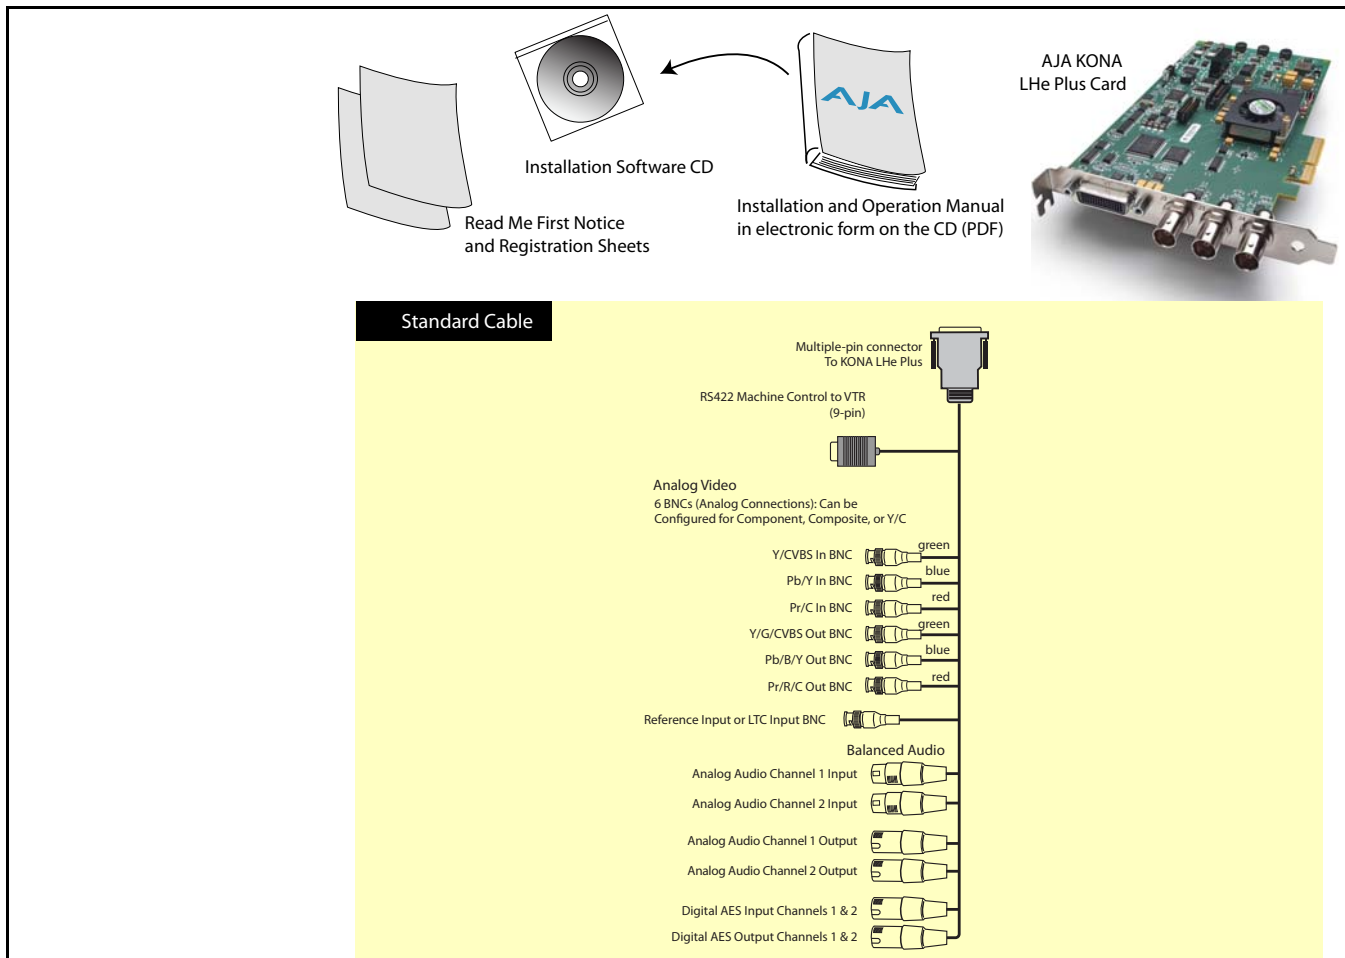 AJA KONA
LHe Plus Card
AJA
Installation Software CD
Installation and Operation Manual
in electronic form on the CD (PDF)
Read Me First Notice
and Registration Sheets
Standard Cable
Multiple-pin connector
To KONA LHe Plus
RS422 Machine Control to VTR
(9-pin)
Analog Video
6 BNCs (Analog Connections): Can be
Configured for Component, Composite, or Y/C
green
Y/CVBS In BNC
blue
Pb/Y In BNC
red
Pr/C In BNC
green
Y/G/CVBS Out BNC
blue
Pb/B/Y Out BNC
red
Pr/R/C Out BNC
Reference Input or LTC Input BNC
Balanced Audio
Analog Audio Channel 1 Input
Analog Audio Channel 2 Input
Analog Audio Channel 1 Output
Analog Audio Channel 2 Output
Digital AES Input Channels 1 & 2
Digital AES Output Channels 1 & 2